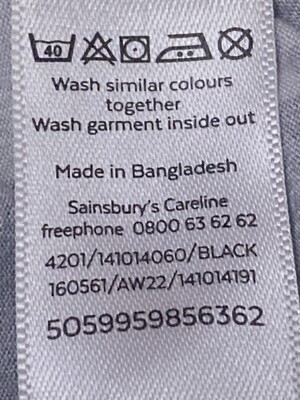 40
Wash similar colours
together
Wash garment inside out
Made in Bangladesh
Sainsbury's Careline
freephone 0800 63 62 62
4201/141014060/BLACK
160561/AW22/141014191
5059959856362